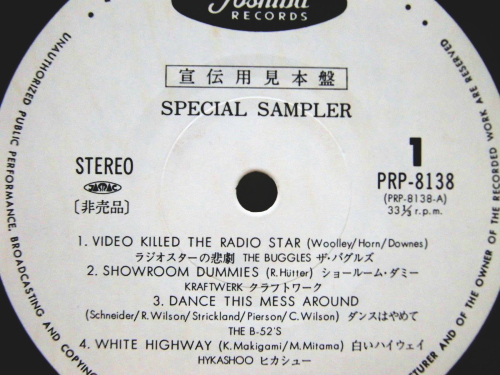 Toshiba
RECORDS
UNAUTHORIZED PUBLIC PERFORMANCE, BROADCASTING AND COPYING
TURER AND OF THE OWNER OF THE RECORDED WORK ARE RESERVED
宣伝用見本盤
SPECIAL SAMPLER
STEREO
JASRAC
〔非売品〕
1
PRP-8138
(PRP-8138-A)
33⅓ r.p.m.
1. VIDEO KILLED THE RADIO STAR (Woolley/Horn/Downes)
ラジオスターの悲劇 THE BUGGLES ザ・バグルズ
2. SHOWROOM DUMMIES (R.Hütter) ショールーム・ダミー
KRAFTWERK クラフトワーク
3. DANCE THIS MESS AROUND
(Schneider/R.Wilson/Strickland/Pierson/C.Wilson) ダンスはやめて
THE B-52'S
4. WHITE HIGHWAY (K.Makigami/M.Mitama) 白いハイウェイ
HYKASHOO ヒカシュー